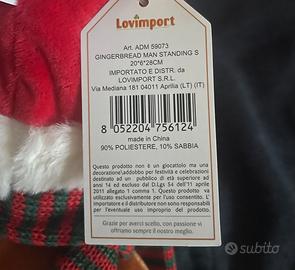 Lovimport
Art. ADM 59073
GINGERBREAD MAN STANDING S
20*6*28CM
IMPORTATO E DISTR. da
LOVIMPORT S.R.L.
Via Mediana 181 04011 Aprilia (LT) (IT)
8 052204 756124
made in China
90% POLIESTERE, 10% SABBIA
Questo prodotto non è un giocattolo ma una
decorazione\addobbo per festività e celebrazioni
destinato ad un pubblico di età superiore ad
anni 14 ed escluso dal D.Lgs 54 dell'11 aprile
2011 allegato 1 comma 1. Questo prodotto è
progettato esclusivamente per l'uso consentito. L'
importatore e il distributore non sono responsabili
per l'eventuale uso improprio del prodotto.
Grazie per averci scelto, con passione vi
offriamo sempre il nostro meglio.
subito